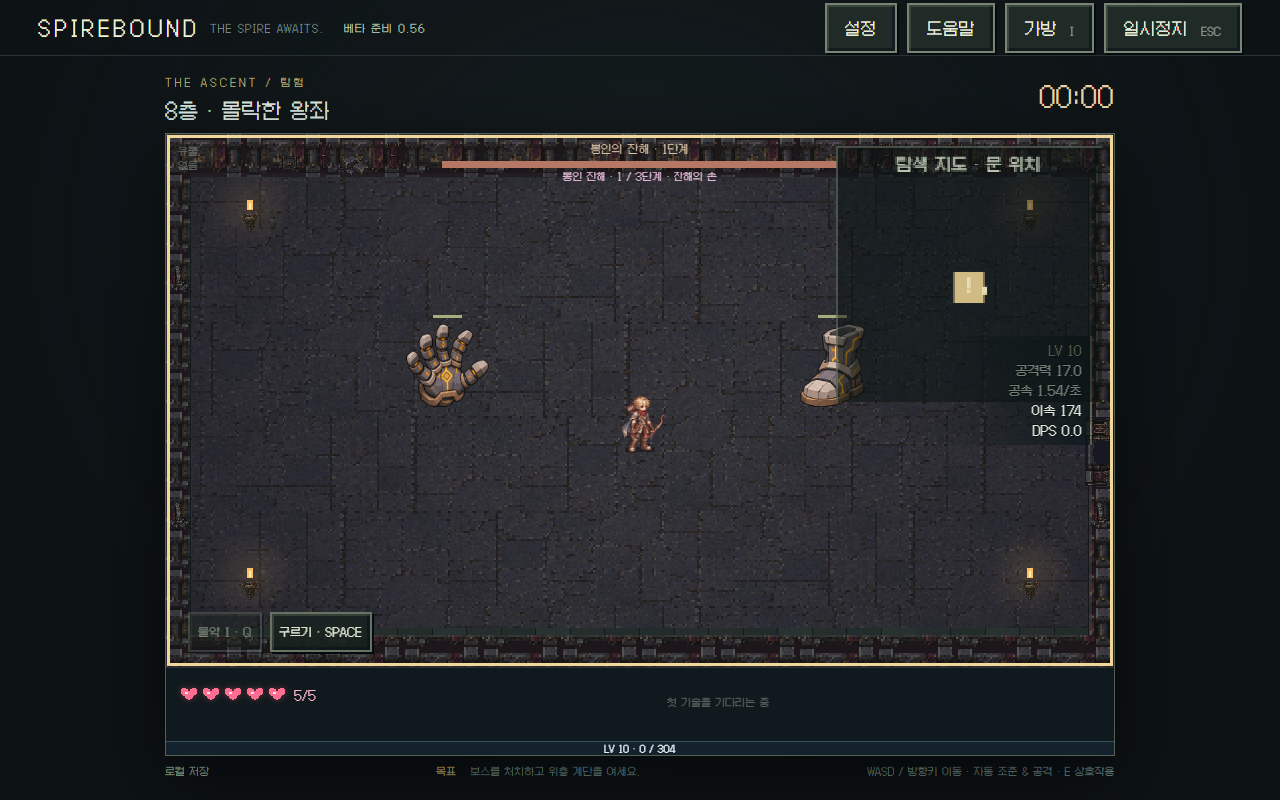 SPIREBOUND THE SPIRE AWAITS. 베타 준비 0.56
설정 도움말 가방 I 일시정지 ESC
THE ASCENT / 탐험
8층 · 몰락한 왕좌
00:00
유물
없음
봉인의 잔해 · 1단계
봉인 잔해 · 1 / 3단계 · 잔해의 손
탐색 지도 · 문 위치
!
LV 10
공격력 17.0
공속 1.54/초
이속 174
DPS 0.0
물약 1 · Q
구르기 · SPACE
5/5
첫 기술을 기다리는 중
LV 10 · 0 / 304
로컬 저장
목표 보스를 처치하고 위층 계단을 여세요.
WASD / 방향키 이동 · 자동 조준 & 공격 · E 상호작용